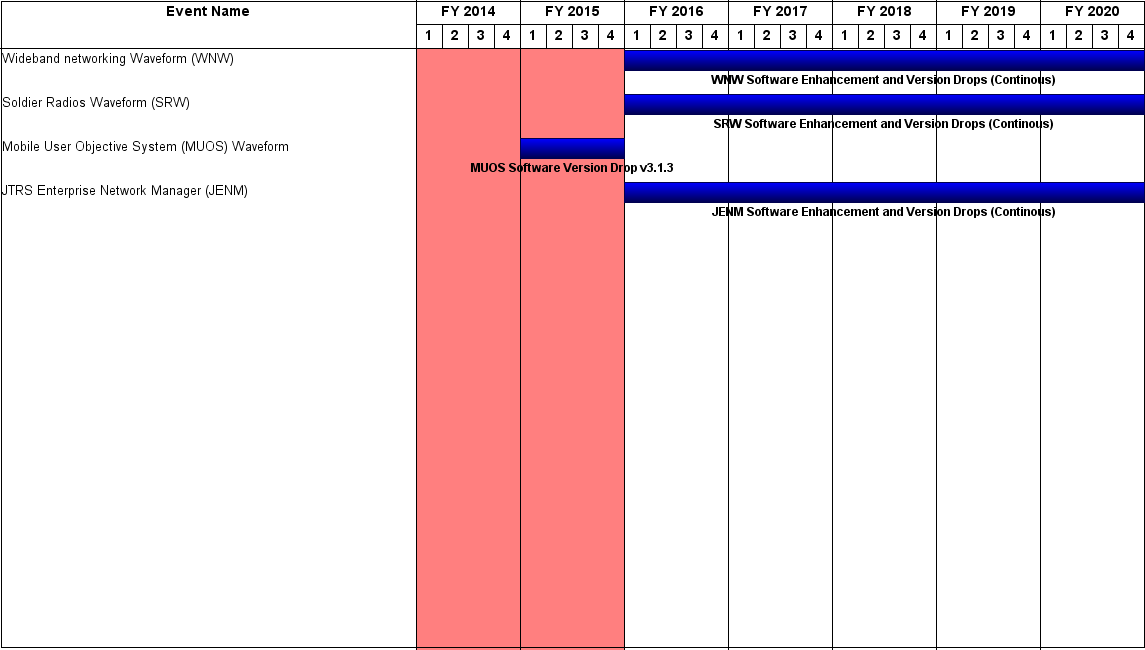 Event Name FY 2014 FY 2015 FY 2016 FY 2017 FY 2018 FY 2019 FY 2020
1 2 3 4 1 2 3 4 1 2 3 4 1 2 3 4 1 2 3 4 1 2 3 4 1 2 3 4
Wideband networking Waveform (WNW)
WNW Software Enhancement and Version Drops (Continous)
Soldier Radios Waveform (SRW)
SRW Software Enhancement and Version Drops (Continous)
Mobile User Objective System (MUOS) Waveform
MUOS Software Version Drop v3.1.3
JTRS Enterprise Network Manager (JENM)
JENM Software Enhancement and Version Drops (Continous)